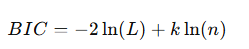 BIC = −2 ln(L) + k ln(n)